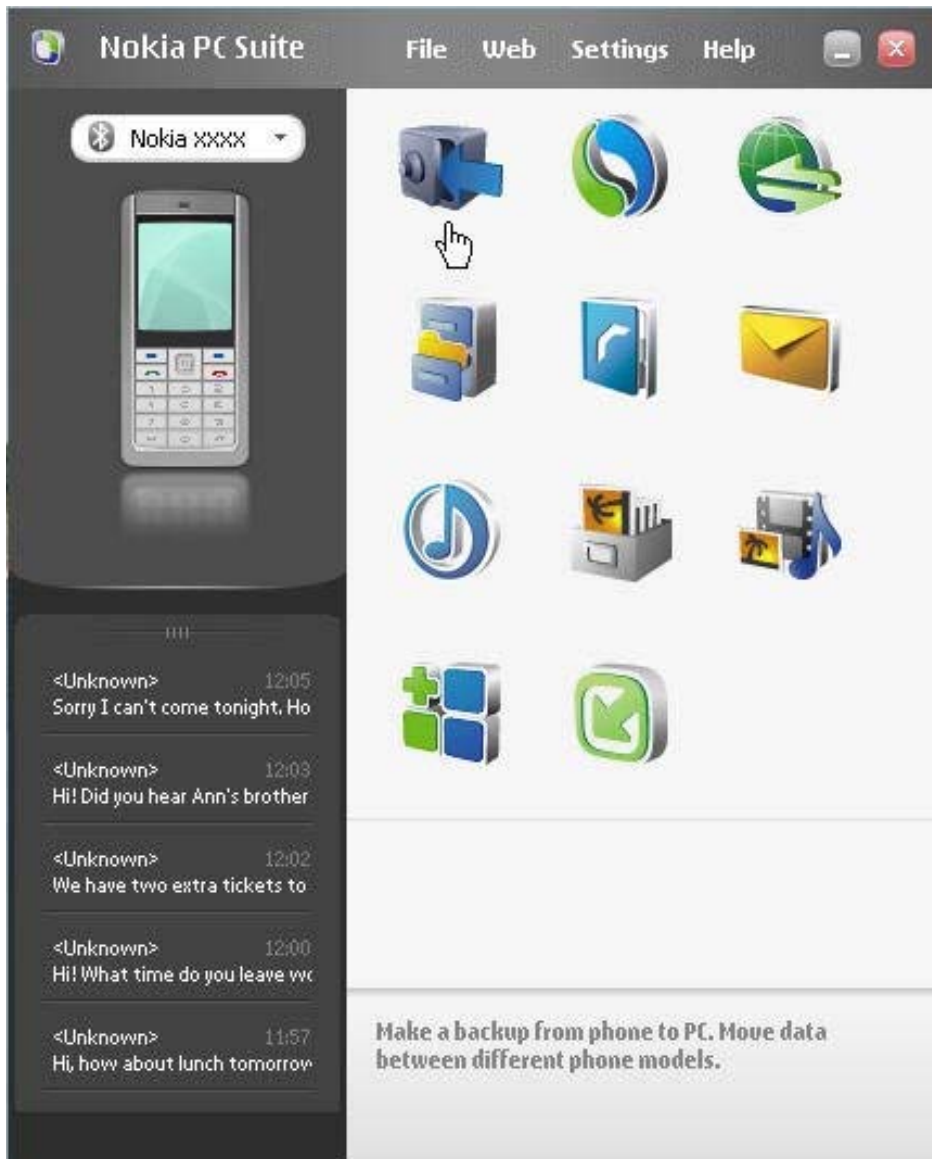 Nokia PC Suite File Web Settings Help
Nokia xxxx
<Unknown> 12:05
Sorry I can't come tonight. Ho
<Unknown> 12:03
Hi! Did you hear Ann's brother
<Unknown> 12:02
We have two extra tickets to
<Unknown> 12:00
Hi! What time do you leave
<Unknown> 11:57
Hi, how about lunch tomorrow
Make a backup from phone to PC. Move data
between different phone models.